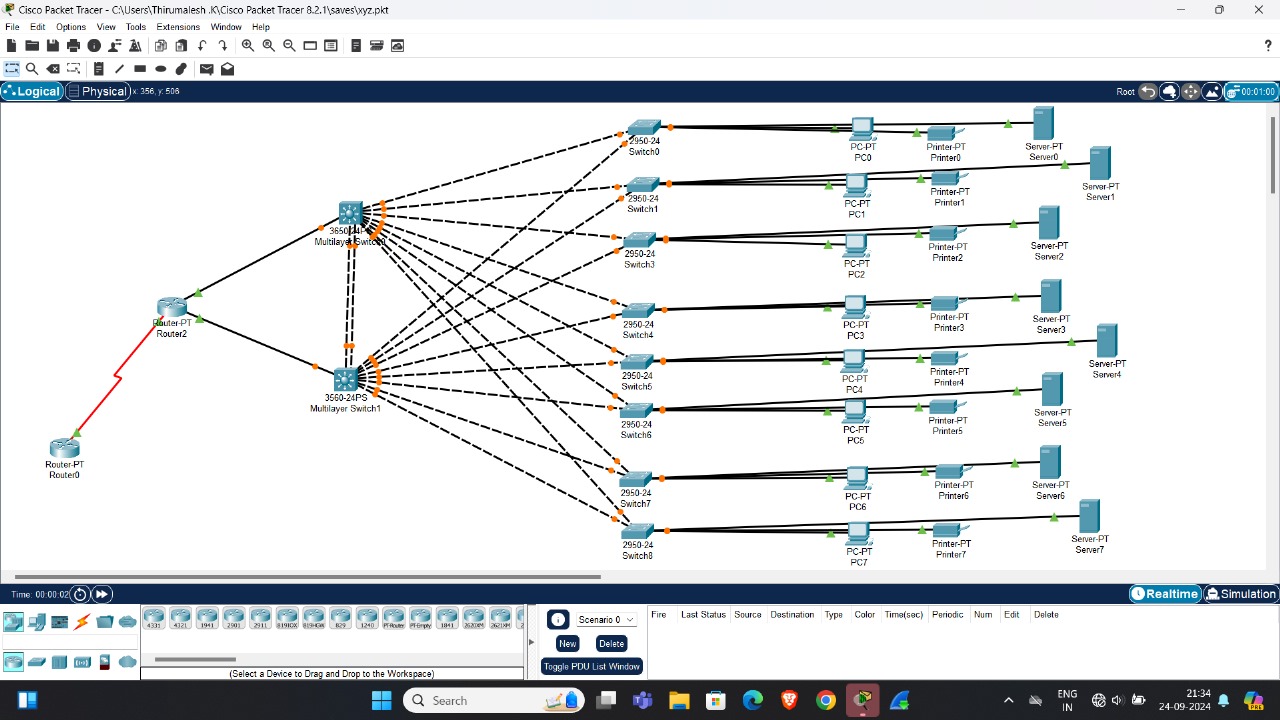 Cisco Packet Tracer - C:\Users\Thirumalesh .K\Cisco Packet Tracer 8.2.1\saves\xyz.pkt
File Edit Options View Tools Extensions Window Help
Logical Physical x: 356, y: 506 Root 00:01:00
2950-24
Switch0
PC-PT
PC0
Printer-PT
Printer0
Server-PT
Server0
2950-24
Switch1
PC-PT
PC1
Printer-PT
Printer1
Server-PT
Server1
Multilayer Switch0
2950-24
Switch3
PC-PT
PC2
Printer-PT
Printer2
Server-PT
Server2
Router-PT
Router2
2950-24
Switch4
PC-PT
PC3
Printer-PT
Printer3
Server-PT
Server3
3560-24PS
Multilayer Switch1
2950-24
Switch5
PC-PT
PC4
Printer-PT
Printer4
Server-PT
Server4
2950-24
Switch6
PC-PT
PC5
Printer-PT
Printer5
Server-PT
Server5
Router-PT
Router0
2950-24
Switch7
PC-PT
PC6
Printer-PT
Printer6
Server-PT
Server6
2950-24
Switch8
PC-PT
PC7
Printer-PT
Printer7
Server-PT
Server7
Time: 00:00:02 Realtime Simulation
4331 4321 1941 2901 2911 819IOX 819HGW 829 1240 PT-Router PT-Empty 1841 2620XM 2621XM
(Select a Device to Drag and Drop to the Workspace)
Scenario 0
New Delete
Toggle PDU List Window
Fire Last Status Source Destination Type Color Time(sec) Periodic Num Edit Delete
Search
ENG
IN
21:34
24-09-2024